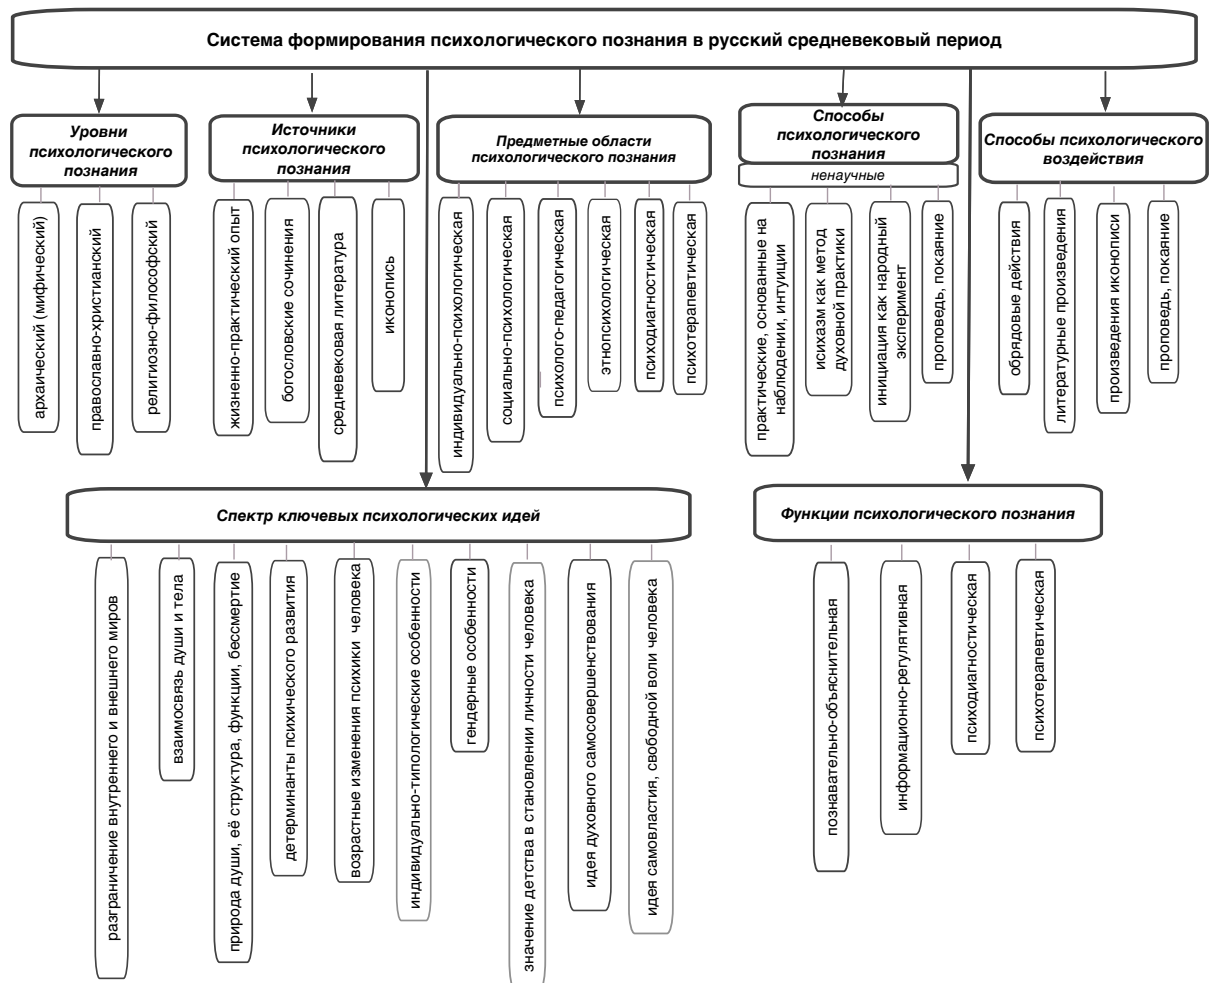 Система формирования психологического познания в русский средневековый период
Уровни
психологического
познания
архаический (мифический)
православно-христианский
религиозно-философский
Источники
психологического
познания
жизненно-практический опыт
богословские сочинения
средневековая литература
иконопись
Предметные области
психологического познания
индивидуально-психологическая
социально-психологическая
психолого-педагогическая
этнопсихологическая
психодиагностическая
психотерапевтическая
Способы
психологического
познания
ненаучные
практические, основанные на
наблюдении, интуиции
исихазм как метод
духовной практики
инициация как народный
эксперимент
проповедь, покаяние
Способы психологического
воздействия
обрядовые действия
литературные произведения
произведения иконописи
проповедь, покаяние
Спектр ключевых психологических идей
разграничение внутреннего и внешнего миров
взаимосвязь души и тела
природа души, её структура, функции, бессмертие
детерминанты психического развития
возрастные изменения психики человека
индивидуально-типологические особенности
гендерные особенности
значение детства в становлении личности человека
идея духовного самосовершенствования
идея самовластия, свободной воли человека
Функции психологического познания
познавательно-объяснительная
информационно-регулятивная
психодиагностическая
психотерапевтическая